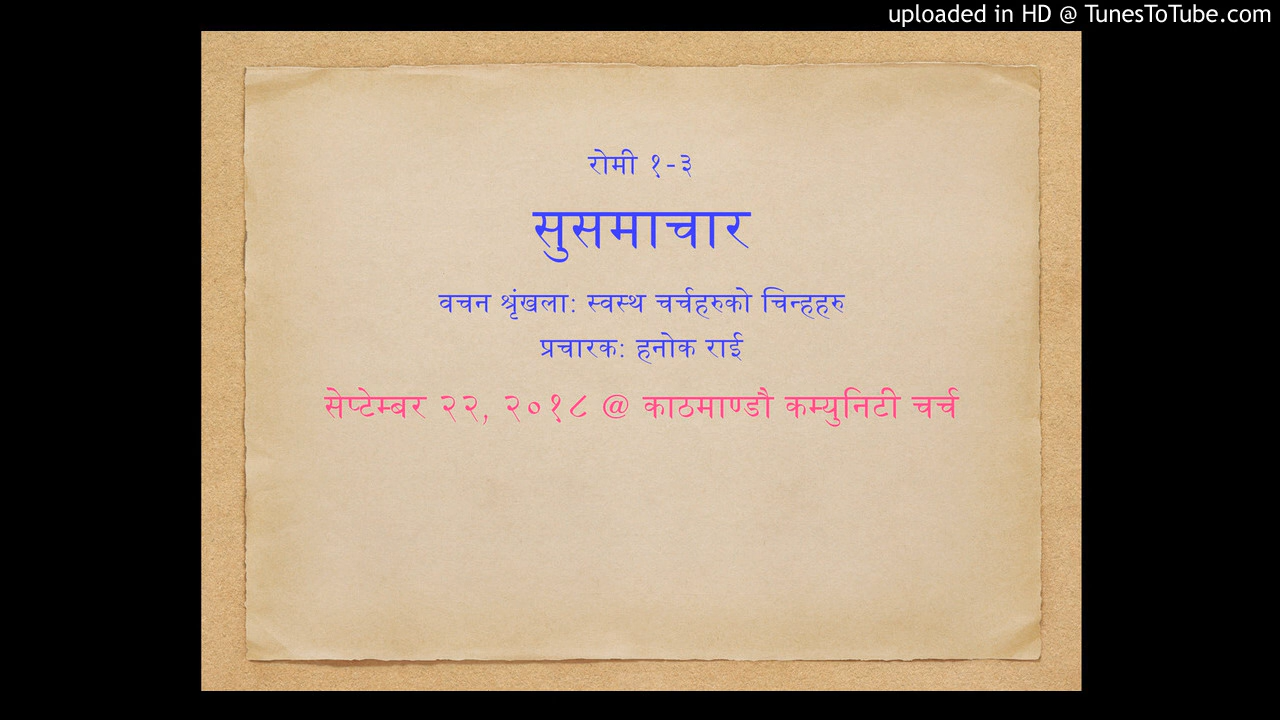 uploaded in HD @ TunesToTube.com
रोमी १-३
सुसमाचार
वचन श्रृंखला: स्वस्थ चर्चहरुको चिन्हहरु
प्रचारक: हनोक राई
सेप्टेम्बर २२, २०१८ @ काठमाण्डौ कम्युनिटी चर्च